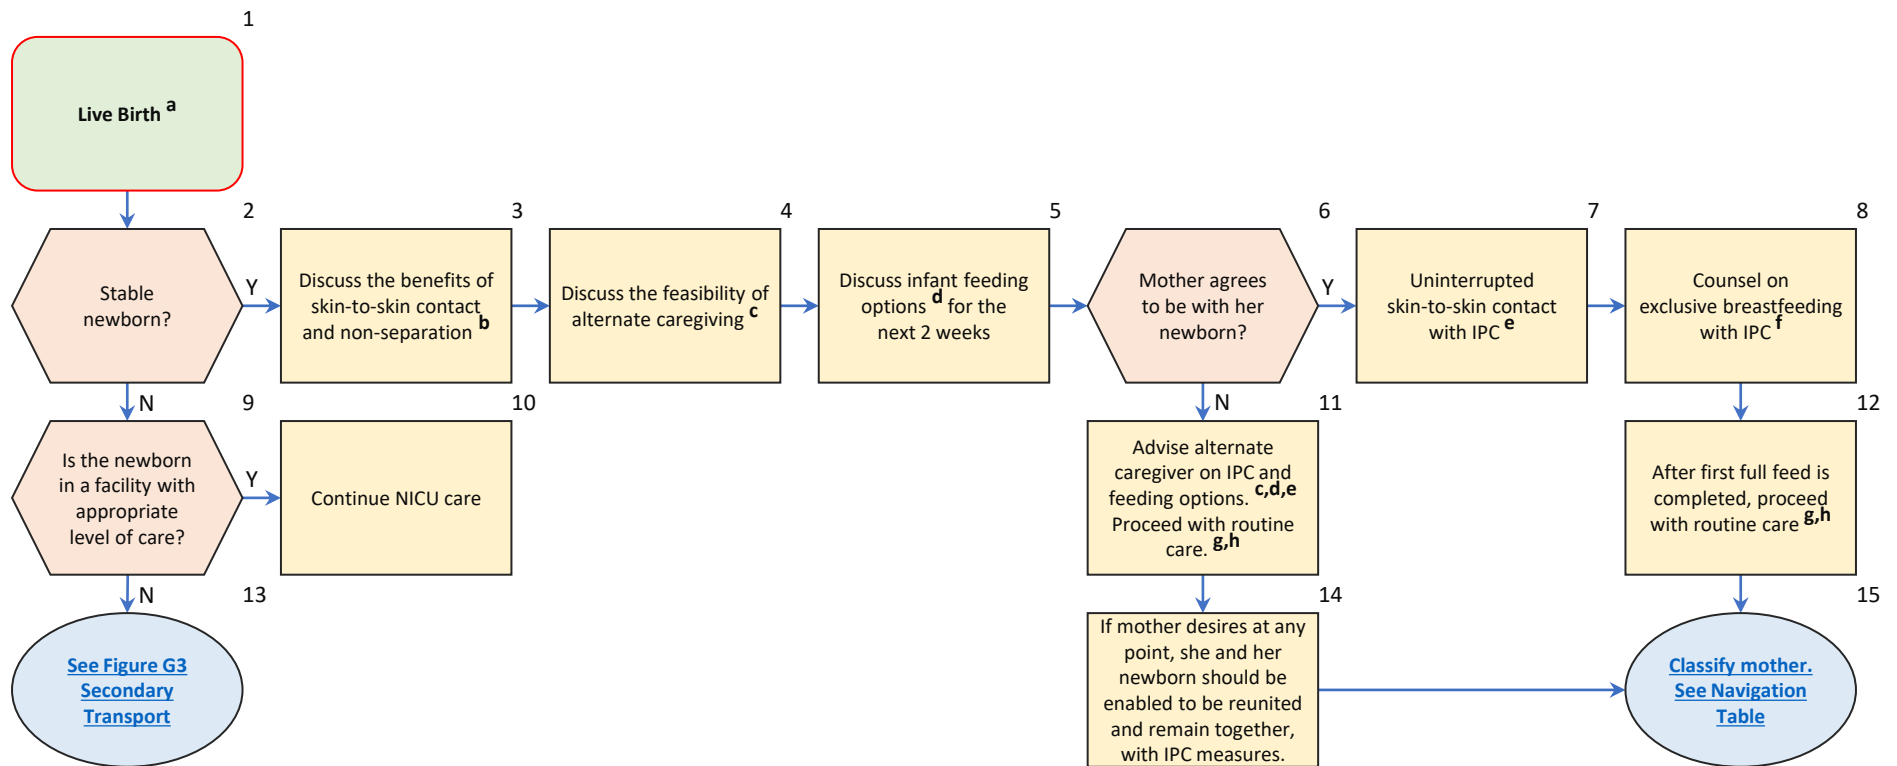 1
Live Birth a
2
Stable
newborn?
Y
3
Discuss the benefits of
skin-to-skin contact
and non-separation b
4
Discuss the feasibility of
alternate caregiving c
5
Discuss infant feeding
options d for the
next 2 weeks
6
Mother agrees
to be with her
newborn?
Y
7
Uninterrupted
skin-to-skin contact
with IPC e
8
Counsel on
exclusive breastfeeding
with IPC f
N
9
Is the newborn
in a facility with
appropriate
level of care?
Y
10
Continue NICU care
N
11
Advise alternate
caregiver on IPC and
feeding options. c,d,e
Proceed with routine
care. g,h
12
After first full feed is
completed, proceed
with routine care g,h
N
13
See Figure G3
Secondary
Transport
14
If mother desires at any
point, she and her
newborn should be
enabled to be reunited
and remain together,
with IPC measures.
15
Classify mother.
See Navigation
Table